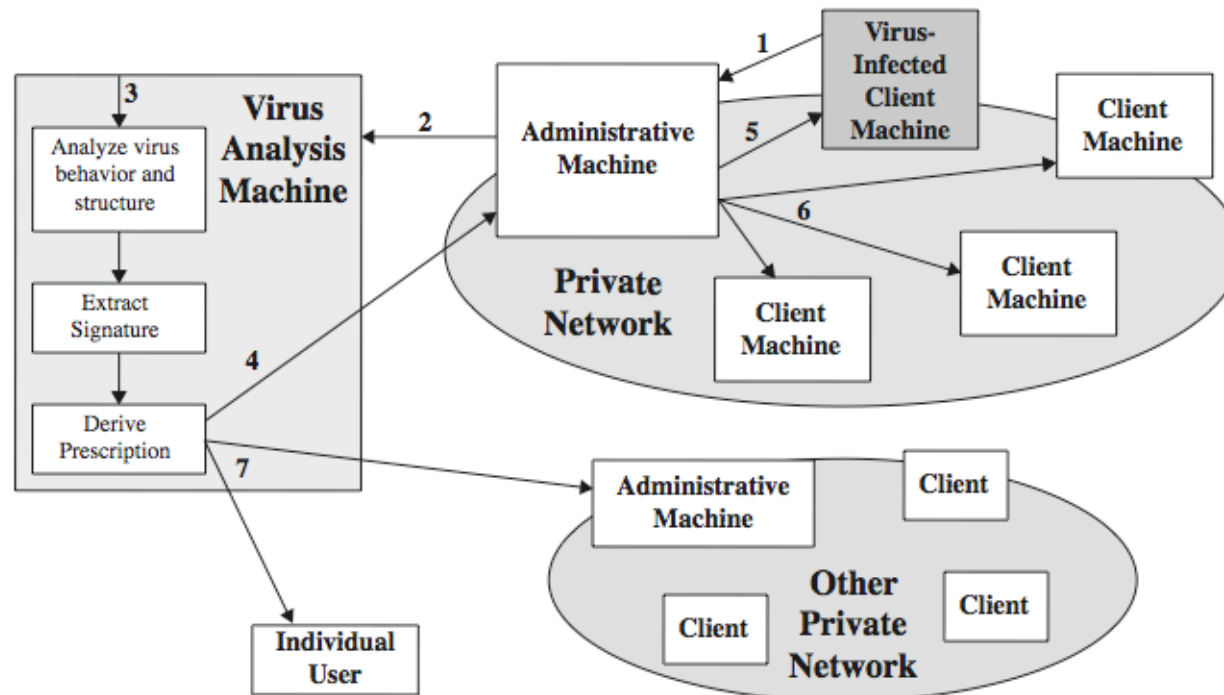 1
Virus-
Infected
Client
Machine
3
Virus
Analysis
Machine
2
Administrative
Machine
5
Client
Machine
Analyze virus
behavior and
structure
6
Client
Machine
Private
Network
Client
Machine
Extract
Signature
4
Derive
Prescription
7
Administrative
Machine
Client
Other
Private
Network
Client
Client
Individual
User